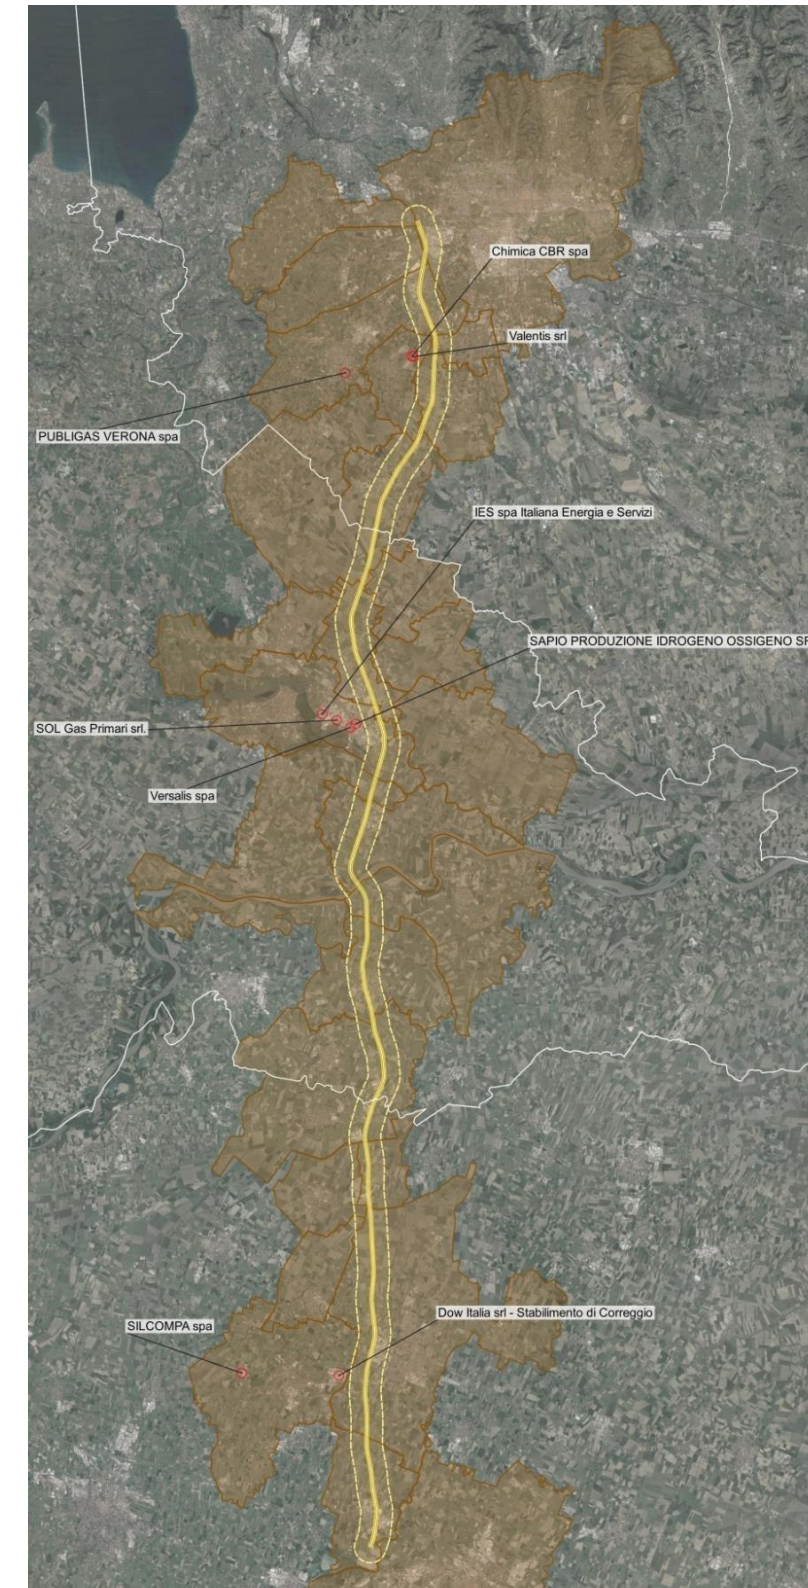 Chimica CBR spa
Valentis srl
PUBLIGAS VERONA spa
IES spa Italiana Energia e Servizi
SAPIO PRODUZIONE IDROGENO OSSIGENO
SOL Gas Primari srl.
Versalis spa
Dow Italia srl - Stabilimento di Correggio
SILCOMPA spa